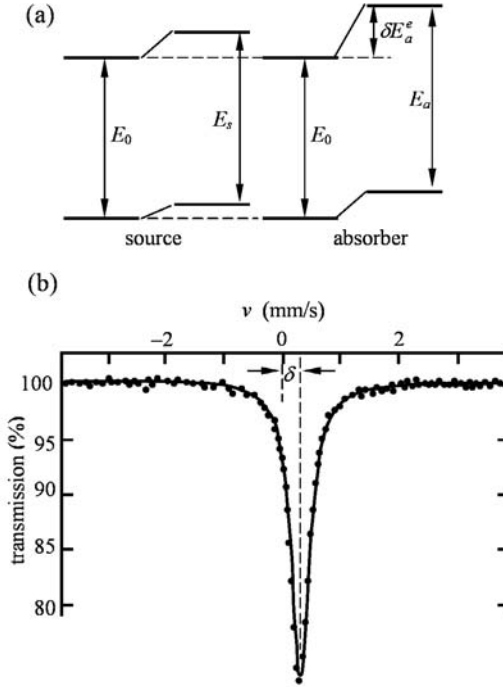 (a)
δE_a^e
E_0
E_s
E_0
E_a
source
absorber
(b)
v (mm/s)
−2 0 2
δ
100
95
90
85
80
transmission (%)